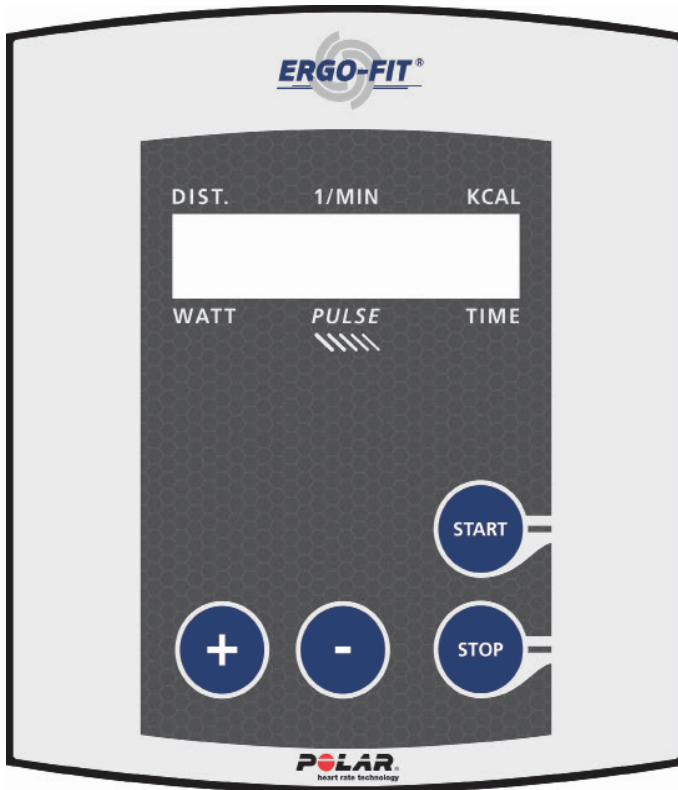 ERGO-FIT®
DIST. 1/MIN KCAL
WATT PULSE TIME
START
+ - STOP
POLAR.
heart rate technology